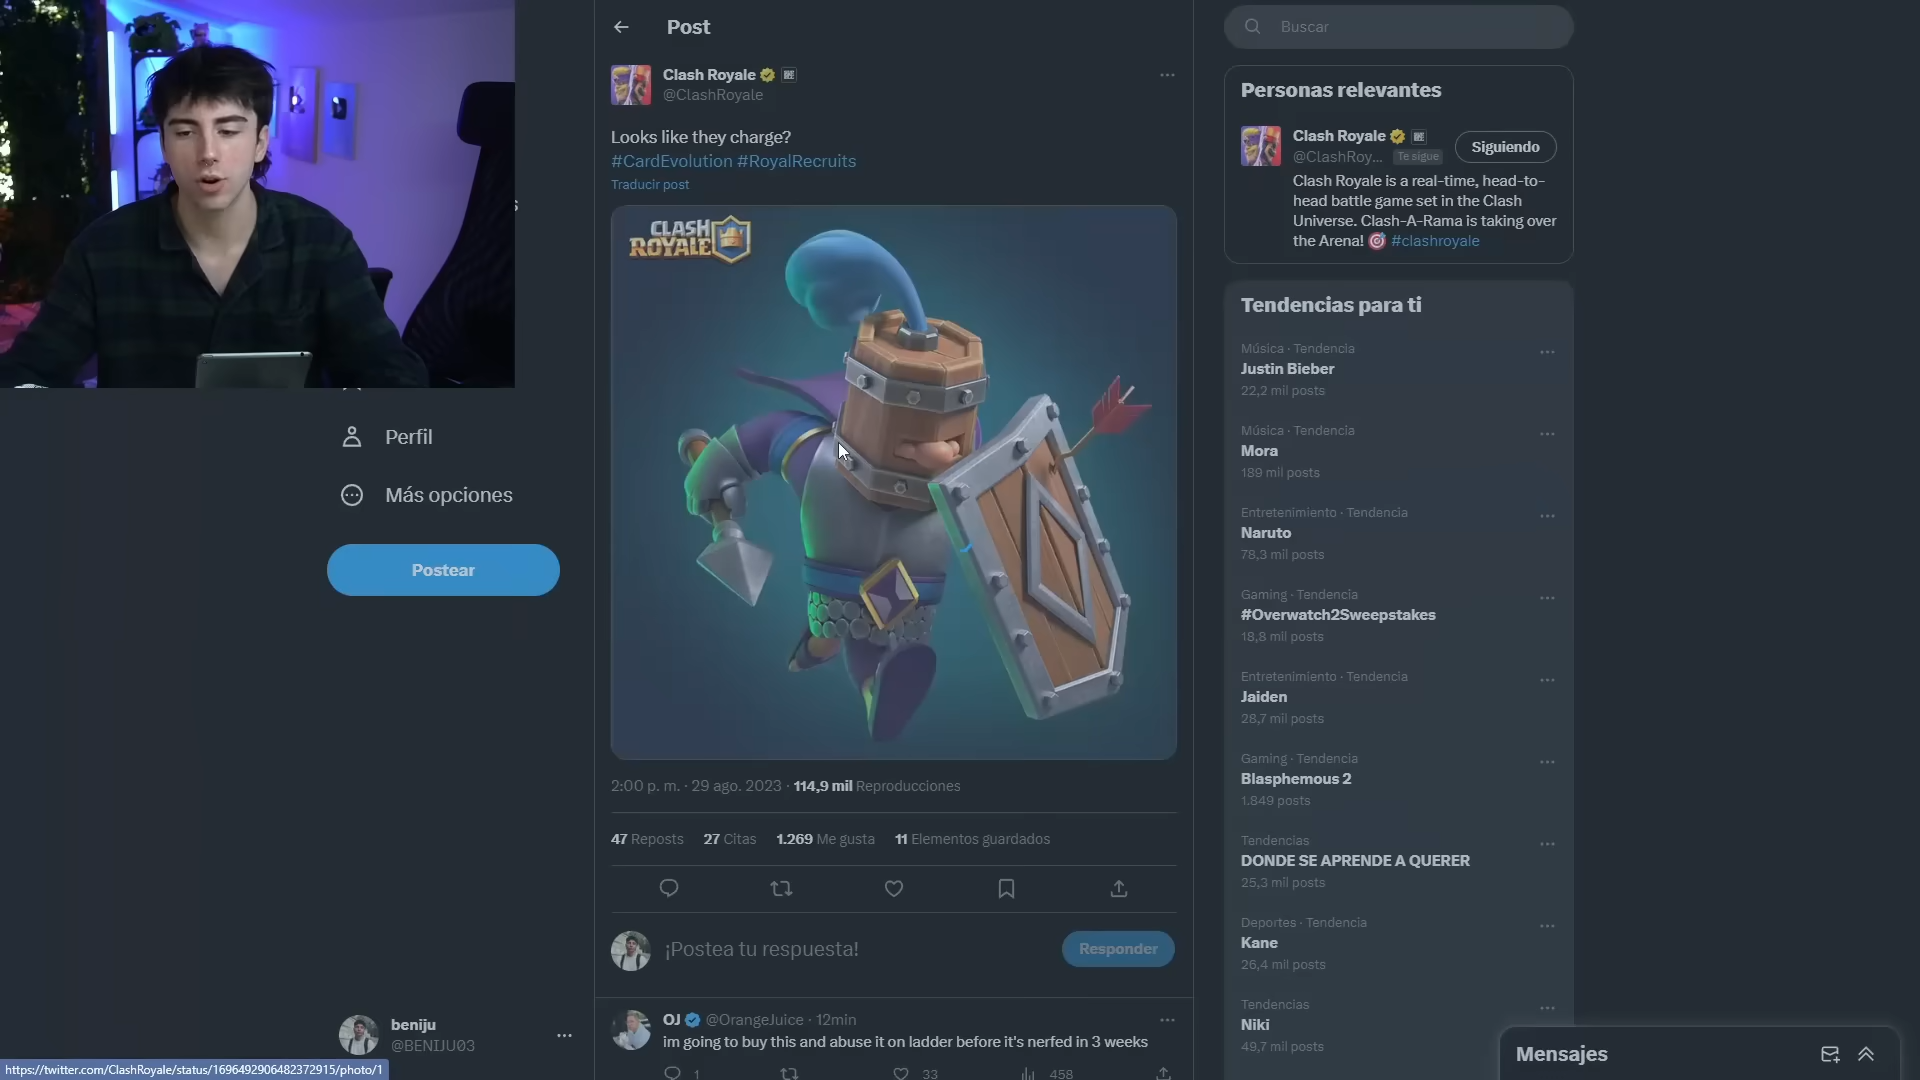 Post
Clash Royale
@ClashRoyale
Looks like they charge?
#CardEvolution #RoyalRecruits
Traducir post
CLASH
ROYALE
2:00 p. m. · 29 ago. 2023 · 114,9 mil Reproducciones
47 Reposts 27 Citas 1.269 Me gusta 11 Elementos guardados
¡Postea tu respuesta!
Responder
OJ @OrangeJuice · 12min
im going to buy this and abuse it on ladder before it's nerfed in 3 weeks
1 33 458
Perfil
Más opciones
Postear
beniju
@BENIJU03
https://twitter.com/ClashRoyale/status/1696492906482372915/photo/1
Buscar
Personas relevantes
Clash Royale
@ClashRoy... Te sigue
Siguiendo
Clash Royale is a real-time, head-to-
head battle game set in the Clash
Universe. Clash-A-Rama is taking over
the Arena! 🎯 #clashroyale
Tendencias para ti
Música · Tendencia
Justin Bieber
22,2 mil posts
Música · Tendencia
Mora
189 mil posts
Entretenimiento · Tendencia
Naruto
78,3 mil posts
Gaming · Tendencia
#Overwatch2Sweepstakes
18,8 mil posts
Entretenimiento · Tendencia
Jaiden
28,7 mil posts
Gaming · Tendencia
Blasphemous 2
1.849 posts
Tendencias
DONDE SE APRENDE A QUERER
25,3 mil posts
Deportes · Tendencia
Kane
26,4 mil posts
Tendencias
Niki
49,7 mil posts
Mensajes